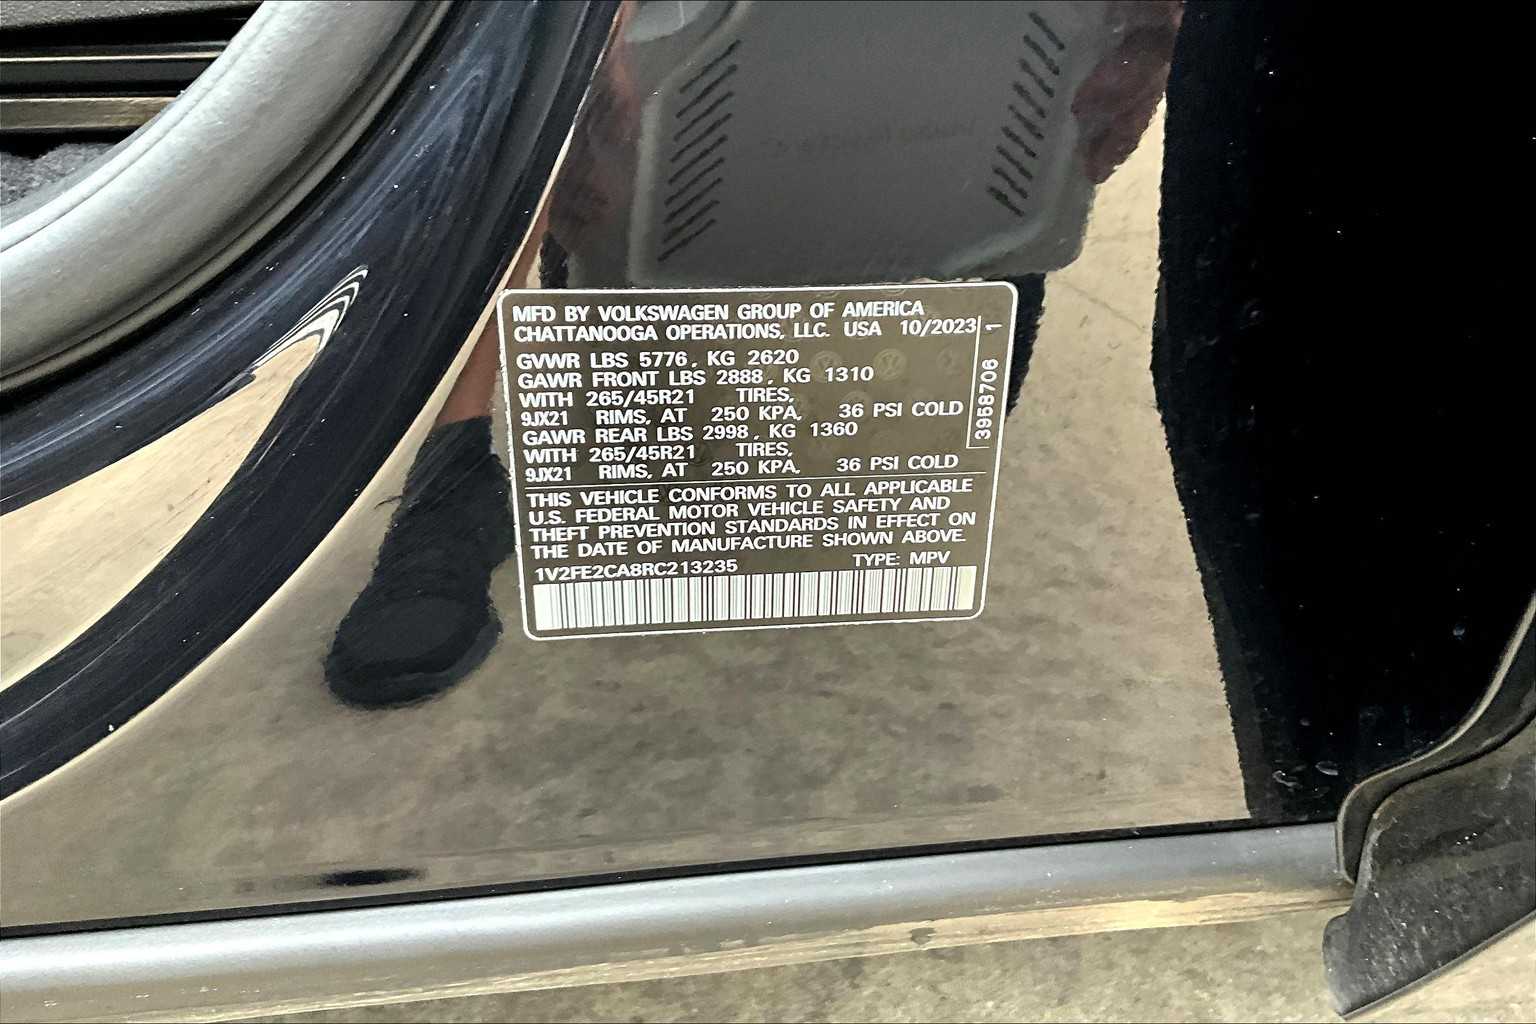 MFD BY VOLKSWAGEN GROUP OF AMERICA
CHATTANOOGA OPERATIONS, LLC. USA 10/2023
GVWR LBS 5776, KG 2620
GAWR FRONT LBS 2888, KG 1310
WITH 265/45R21 TIRES,
9JX21 RIMS, AT 250 KPA, 36 PSI COLD
GAWR REAR LBS 2998, KG 1360
WITH 265/45R21 TIRES,
9JX21 RIMS, AT 250 KPA, 36 PSI COLD
THIS VEHICLE CONFORMS TO ALL APPLICABLE
U.S. FEDERAL MOTOR VEHICLE SAFETY AND
THEFT PREVENTION STANDARDS IN EFFECT ON
THE DATE OF MANUFACTURE SHOWN ABOVE.
1V2FE2CA8RC213235 TYPE: MPV
3958706 1